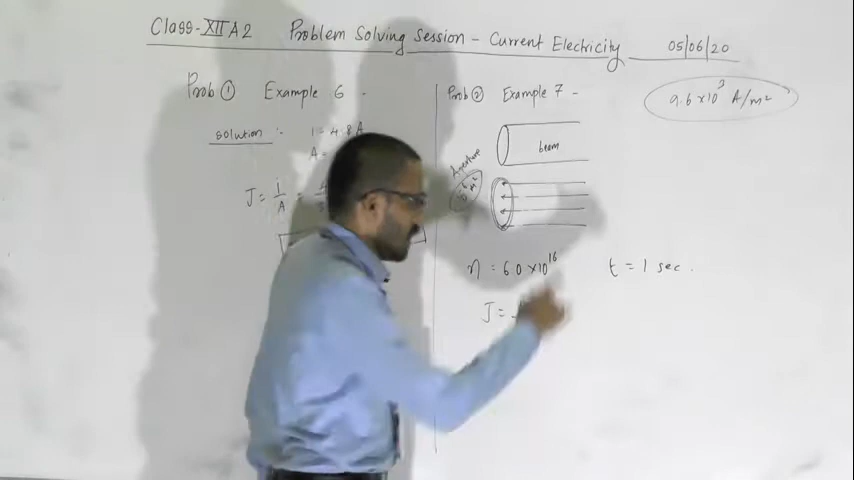 Class-XII A2 Problem Solving Session - Current Electricity 05/06/20
Prob ① Example 6 -
solution :- i = 4.8 A
A =
J = i/A =
Prob ② Example 7 -
9.6 x 10³ A/m²
beam
Aperture
m²
n = 6.0 x 10¹⁶ t = 1 sec.
J =